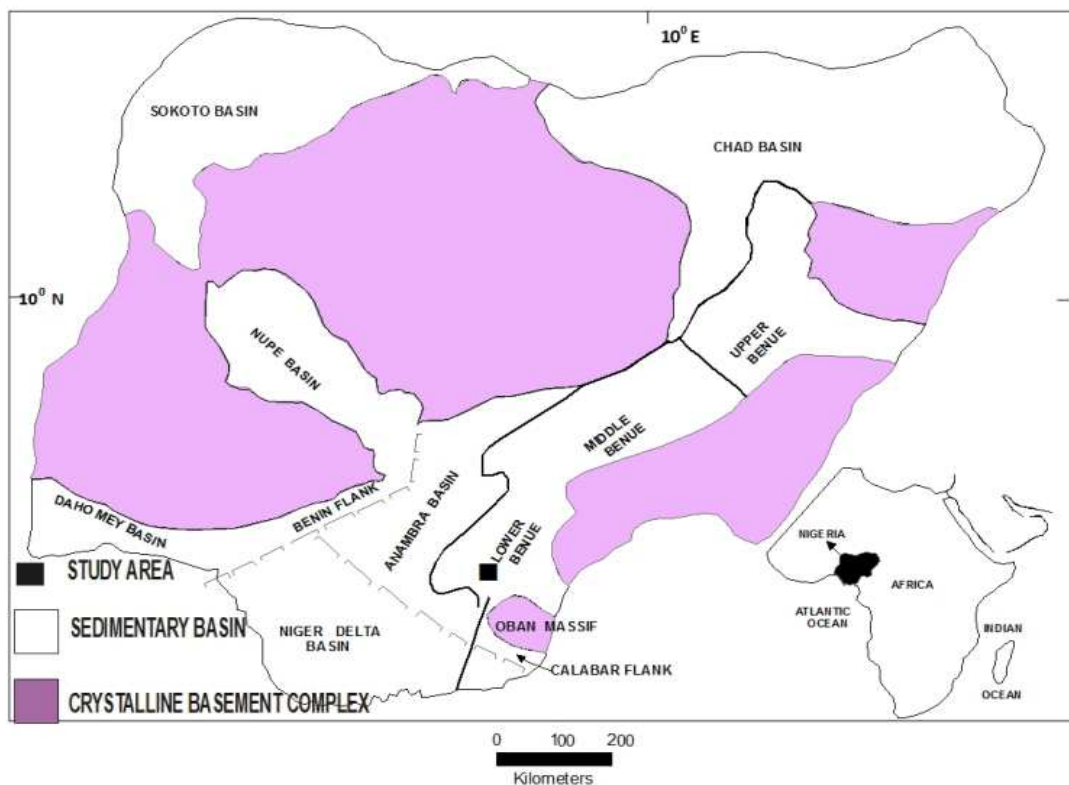 10⁰ E
SOKOTO BASIN
CHAD BASIN
10⁰ N
NUPE BASIN
UPPER
BENUE
MIDDLE
BENUE
DAHO MEY BASIN
BENIN FLANK
ANAMBRA BASIN
LOWER
BENUE
NIGERIA
AFRICA
ATLANTIC
OCEAN
INDIAN
OCEAN
STUDY AREA
SEDIMENTARY BASIN
NIGER DELTA
BASIN
OBAN MASSIF
CALABAR FLANK
CRYSTALLINE BASEMENT COMPLEX
0 100 200
Kilometers